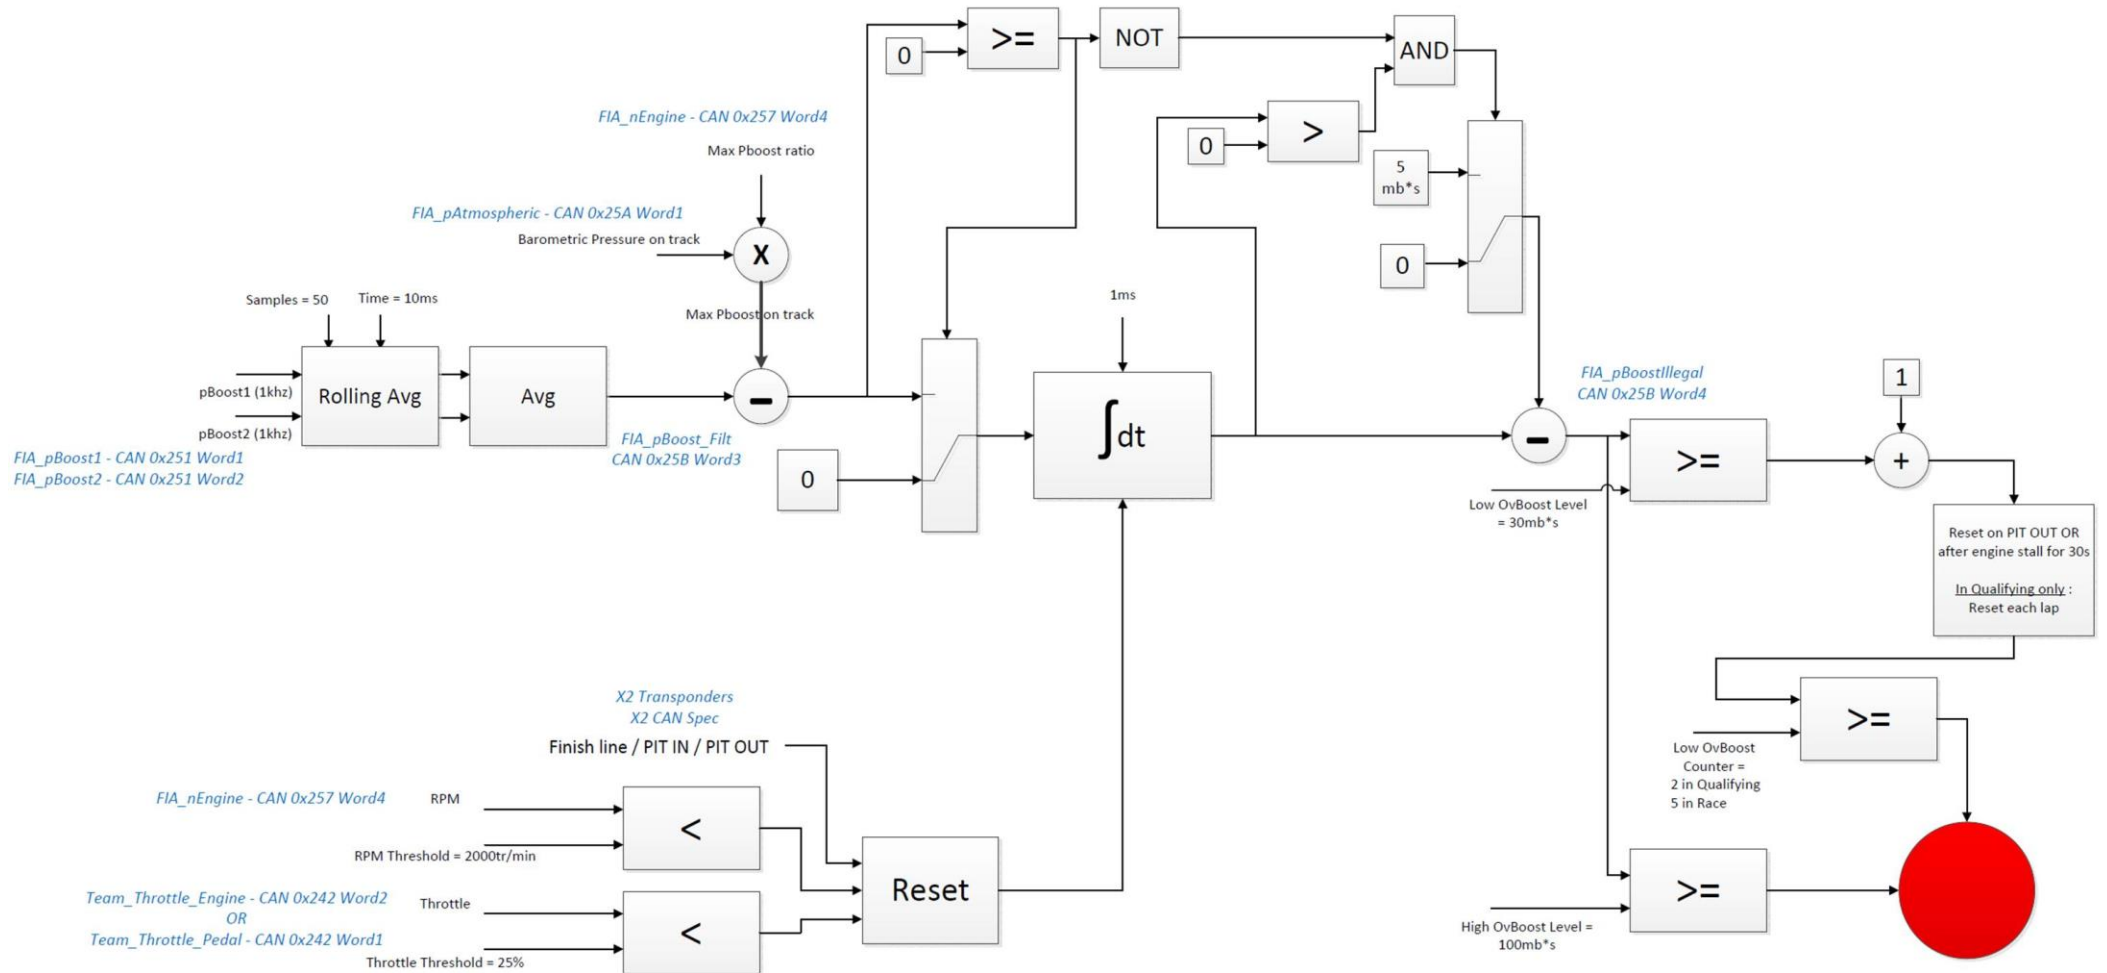 >=
NOT
AND
0
FIA_nEngine - CAN 0x257 Word4
Max Pboost ratio
>
0
5
mb*s
FIA_pAtmospheric - CAN 0x25A Word1
Barometric Pressure on track
X
0
Samples = 50
Time = 10ms
Max Pboost on track
1ms
pBoost1 (1khz)
pBoost2 (1khz)
Rolling Avg
Avg
-
FIA_pBoost1 - CAN 0x251 Word1
FIA_pBoost2 - CAN 0x251 Word2
FIA_pBoost_Filt
CAN 0x25B Word3
0
∫dt
-
FIA_pBoostIllegal
CAN 0x25B Word4
>=
1
+
Low OvBoost Level
= 30mb*s
Reset on PIT OUT OR
after engine stall for 30s
In Qualifying only :
Reset each lap
X2 Transponders
X2 CAN Spec
Finish line / PIT IN / PIT OUT
>=
Low OvBoost
Counter =
2 in Qualifying
5 in Race
FIA_nEngine - CAN 0x257 Word4
RPM
<
RPM Threshold = 2000tr/min
Team_Throttle_Engine - CAN 0x242 Word2
OR
Team_Throttle_Pedal - CAN 0x242 Word1
Throttle
<
Throttle Threshold = 25%
Reset
>=
High OvBoost Level =
100mb*s